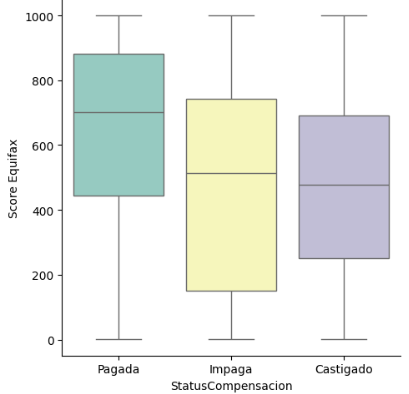 1000
800
600
400
200
0
Score Equifax
Pagada
Impaga
Castigado
StatusCompensacion